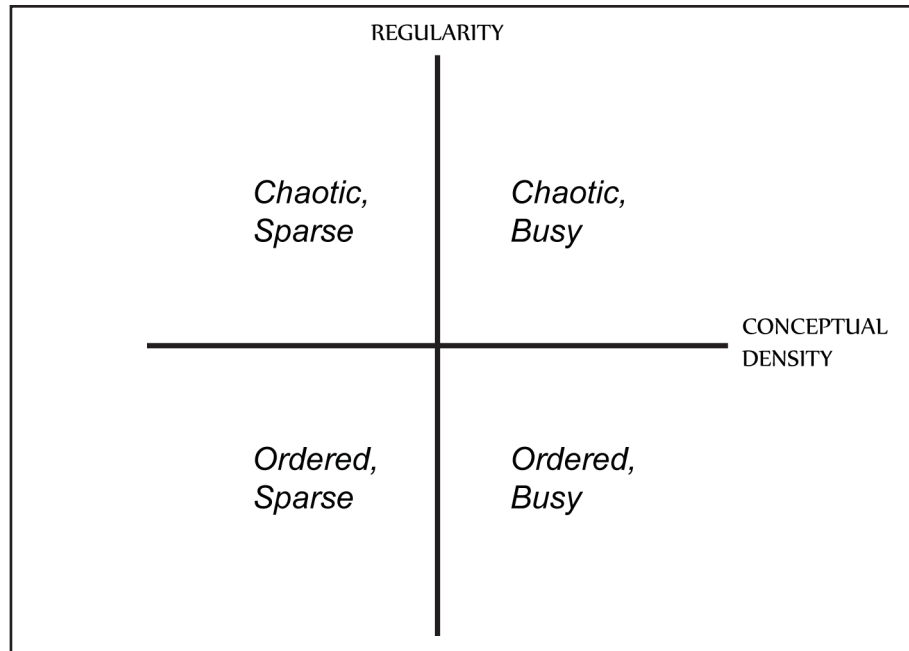 REGULARITY
Chaotic,
Sparse
Chaotic,
Busy
CONCEPTUAL
DENSITY
Ordered,
Sparse
Ordered,
Busy